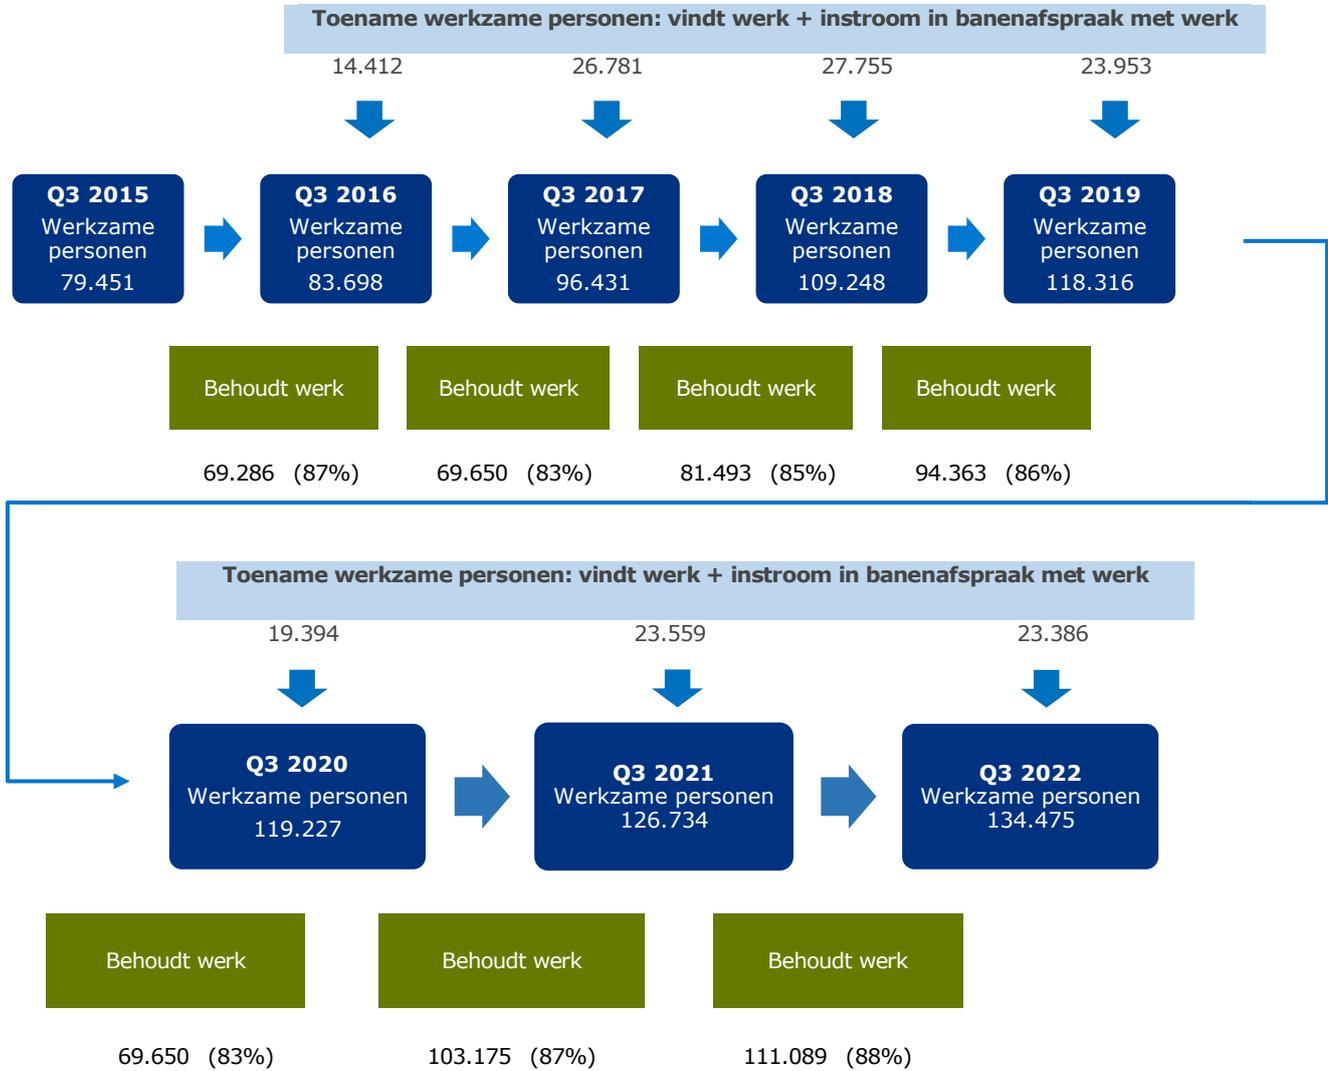 Toename werkzame personen: vindt werk + instroom in banenafspraak met werk
14.412 26.781 27.755 23.953
Q3 2015
Werkzame
personen
79.451
Q3 2016
Werkzame
personen
83.698
Q3 2017
Werkzame
personen
96.431
Q3 2018
Werkzame
personen
109.248
Q3 2019
Werkzame
personen
118.316
Behoudt werk
Behoudt werk
Behoudt werk
Behoudt werk
69.286 (87%) 69.650 (83%) 81.493 (85%) 94.363 (86%)
Toename werkzame personen: vindt werk + instroom in banenafspraak met werk
19.394 23.559 23.386
Q3 2020
Werkzame personen
119.227
Q3 2021
Werkzame personen
126.734
Q3 2022
Werkzame personen
134.475
Behoudt werk
Behoudt werk
Behoudt werk
69.650 (83%) 103.175 (87%) 111.089 (88%)